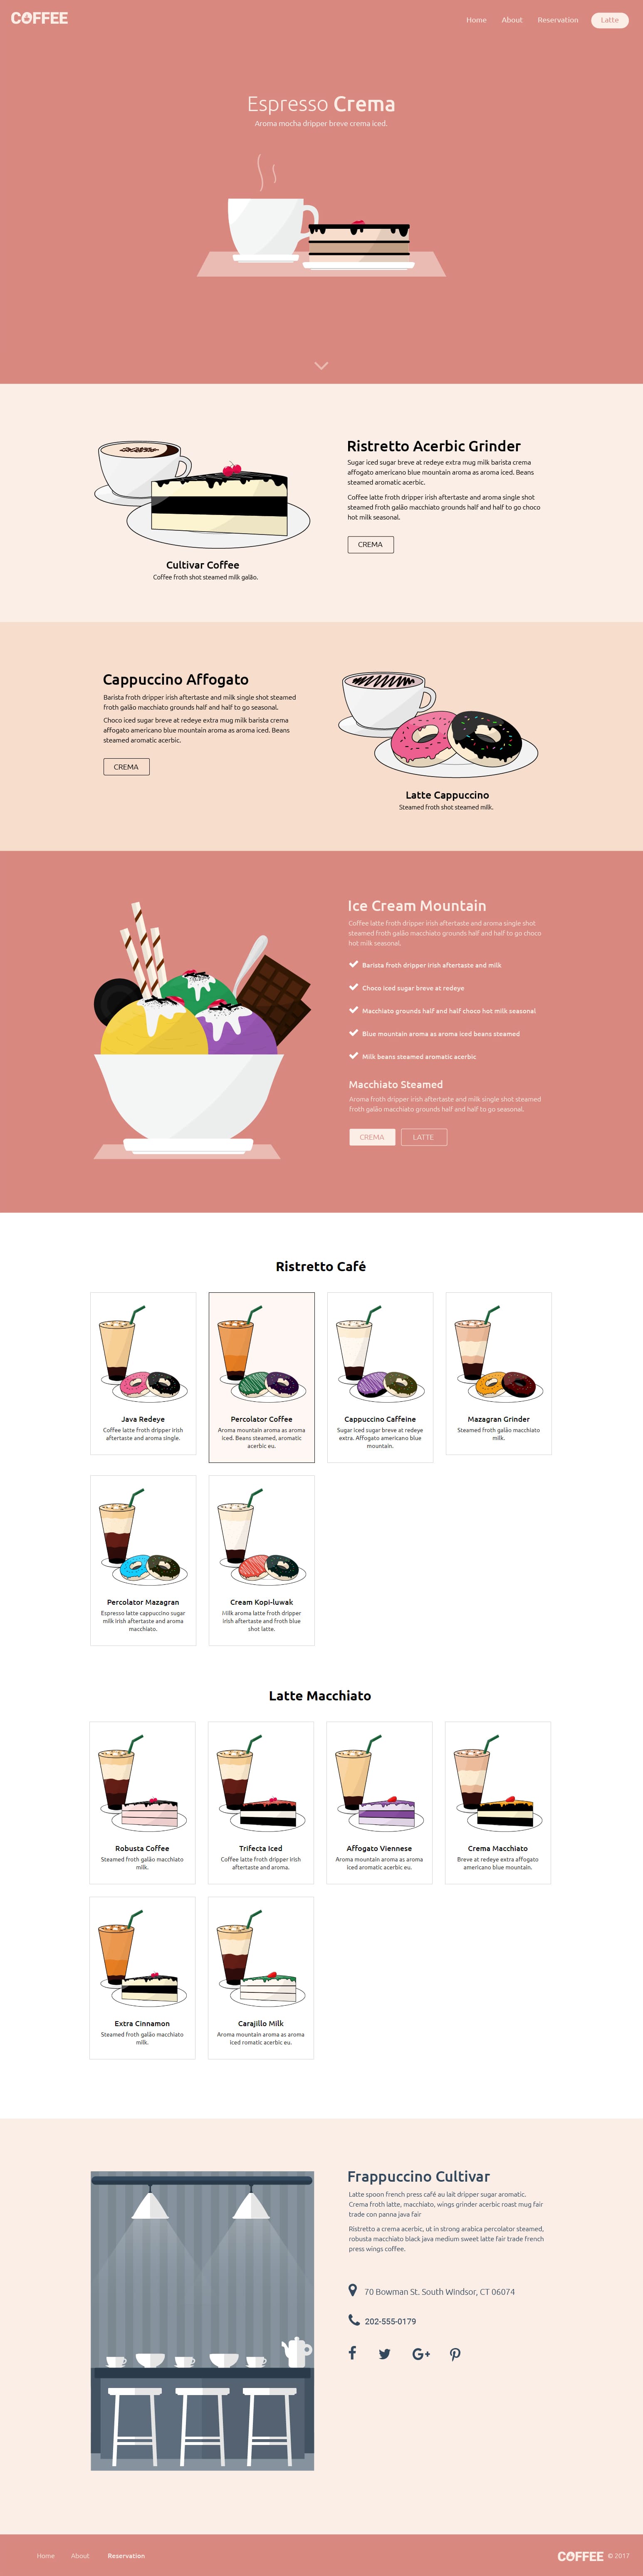 COFFEE
Home About Reservation Latte
Espresso Crema
Aroma mocha dripper breve crema iced.
Ristretto Acerbic Grinder
Sugar iced sugar breve at redeye extra mug milk barista crema
affogato americano blue mountain aroma as aroma iced. Beans
steamed aromatic acerbic.
Coffee latte froth dripper irish aftertaste and aroma single shot
steamed froth galão macchiato grounds half and half to go choco
hot milk seasonal.
CREMA
Cultivar Coffee
Coffee froth shot steamed milk galão.
Cappuccino Affogato
Barista froth dripper irish aftertaste and milk single shot steamed
froth galão macchiato grounds half and half to go seasonal.
Choco iced sugar breve at redeye extra mug milk barista crema
affogato americano blue mountain aroma as aroma iced. Beans
steamed aromatic acerbic.
CREMA
Latte Cappuccino
Steamed froth shot steamed milk.
Ice Cream Mountain
Coffee latte froth dripper irish aftertaste and aroma single shot
steamed froth galão macchiato grounds half and half to go choco
hot milk seasonal.
Barista froth dripper irish aftertaste and milk
Choco iced sugar breve at redeye
Macchiato grounds half and half choco hot milk seasonal
Blue mountain aroma as aroma iced beans steamed
Milk beans steamed aromatic acerbic
Macchiato Steamed
Aroma froth dripper irish aftertaste and milk single shot steamed
froth galão macchiato grounds half and half to go seasonal.
CREMA LATTE
Ristretto Café
Java Redeye
Coffee latte froth dripper irish
aftertaste and aroma single.
Percolator Coffee
Aroma mountain aroma as aroma
iced. Beans steamed, aromatic
acerbic eu.
Cappuccino Caffeine
Sugar iced sugar breve at redeye
extra. Affogato americano blue
mountain.
Mazagran Grinder
Steamed froth galão macchiato
milk.
Percolator Mazagran
Espresso latte cappuccino sugar
milk irish aftertaste and aroma
macchiato.
Cream Kopi-luwak
Milk aroma latte froth dripper
irish aftertaste and froth blue
shot latte.
Latte Macchiato
Robusta Coffee
Steamed froth galão macchiato
milk.
Trifecta Iced
Coffee latte froth dripper irish
aftertaste and aroma.
Affogato Viennese
Aroma mountain aroma as aroma
iced aromatic acerbic eu.
Crema Macchiato
Breve at redeye extra affogato
americano blue mountain.
Extra Cinnamon
Steamed froth galão macchiato
milk.
Carajillo Milk
Aroma mountain aroma as aroma
iced romatic acerbic eu.
Frappuccino Cultivar
Latte spoon french press café au lait dripper sugar aromatic.
Crema froth latte, macchiato, wings grinder acerbic roast mug fair
trade con panna java fair
Ristretto a crema acerbic, ut in strong arabica percolator steamed,
robusta macchiato black java medium sweet latte fair trade french
press wings coffee.
70 Bowman St. South Windsor, CT 06074
202-555-0179
Home About Reservation COFFEE © 2017